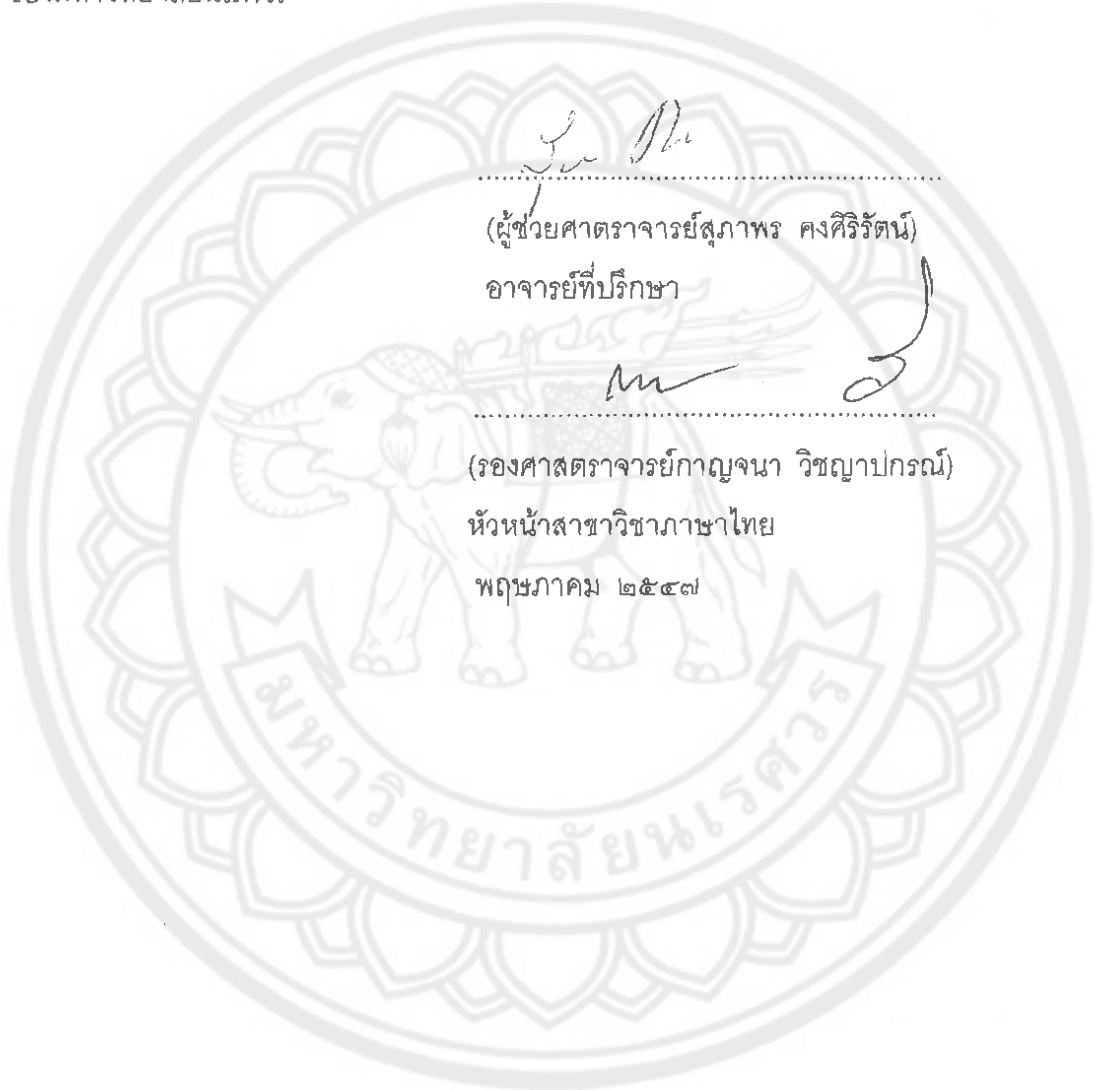 (ผู้ช่วยศาตราจารย์สุภาพร คงศิริรัตน์)
อาจารย์ที่ปรึกษา
(รองศาสตราจารย์กาญจนา วิชญาปกรณ์)
หัวหน้าสาขาวิชาภาษาไทย
พฤษภาคม ๒๕๔๗
มหาวิทยาลัยนเรศวร